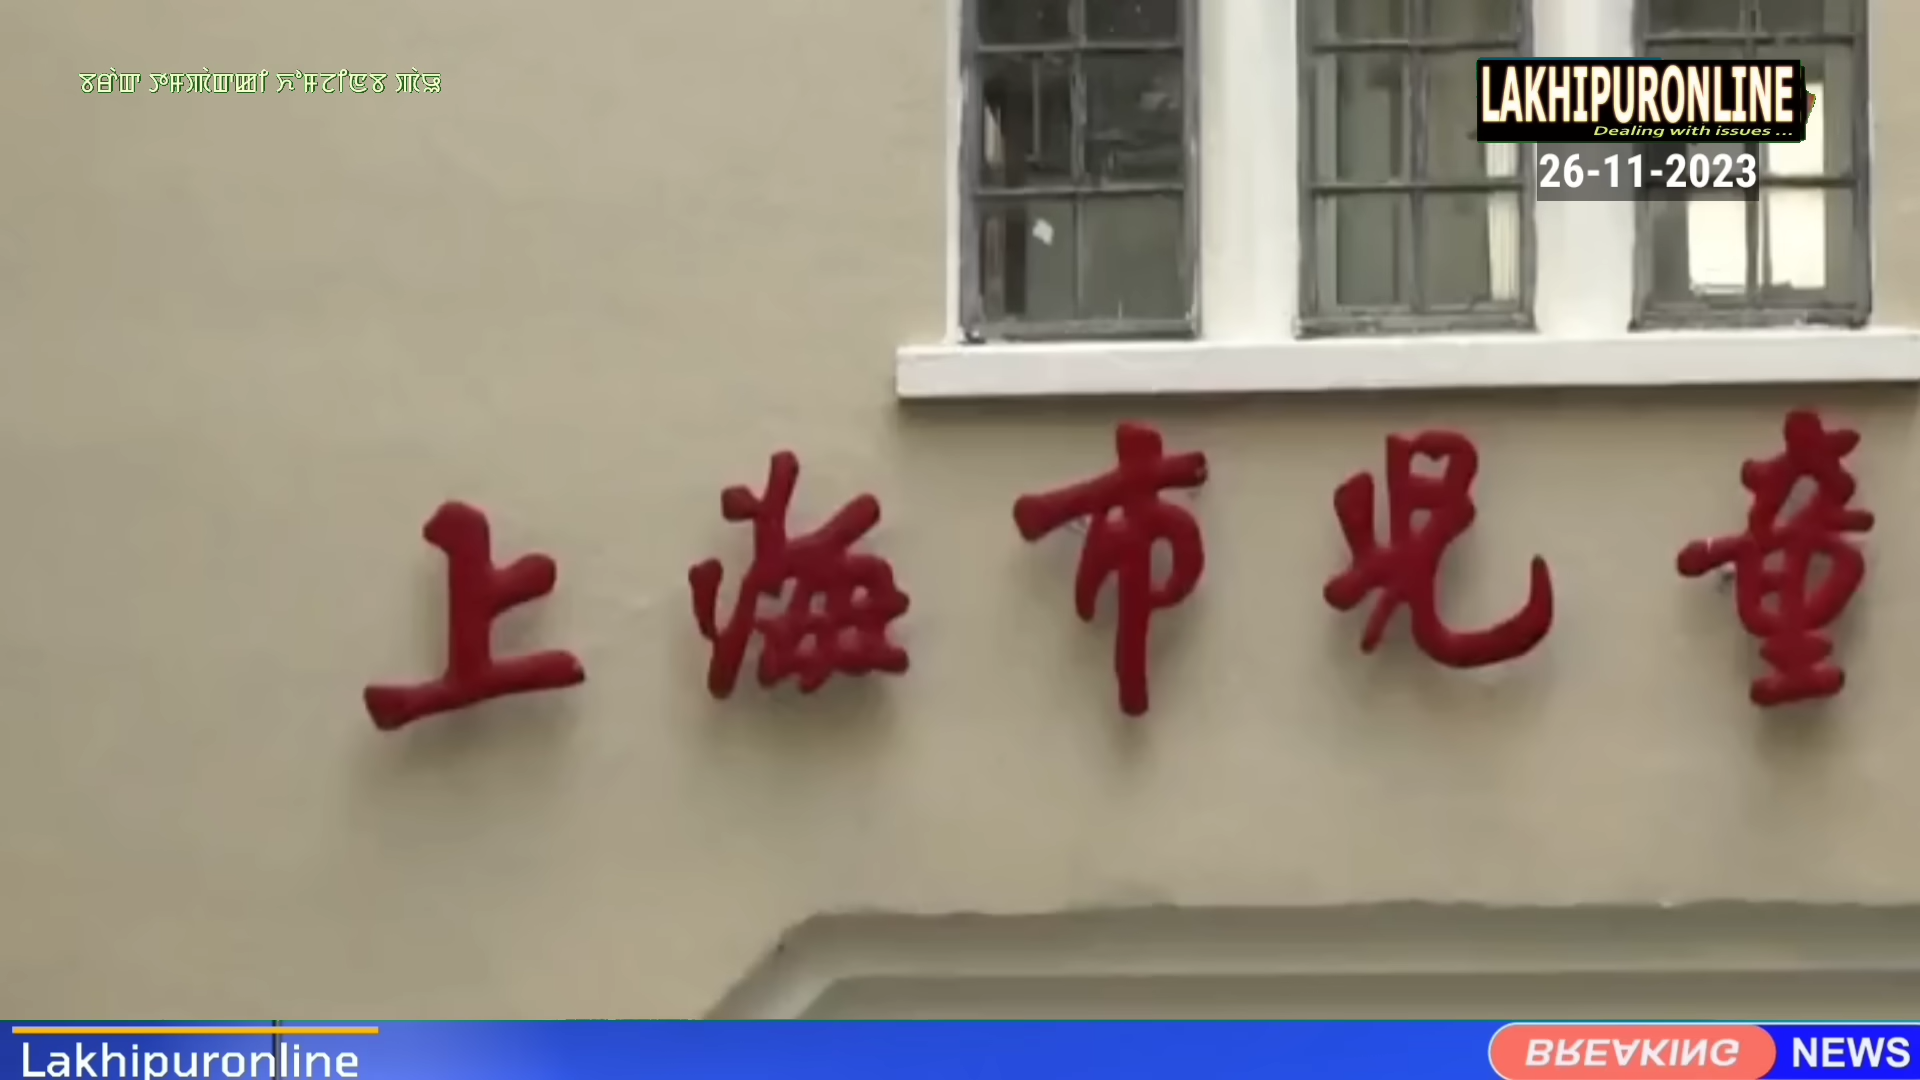 LAKHIPURONLINE
Dealing with issues ...
26-11-2023
上海市児童
Lakhipuronline
BREAKING NEWS